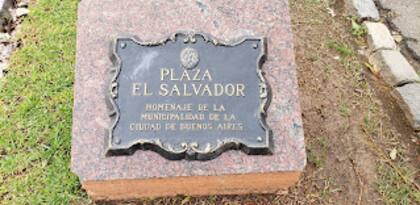 PLAZA
EL SALVADOR
HOMENAJE DE LA
MUNICIPALIDAD DE LA
CIUDAD DE BUENOS AIRES